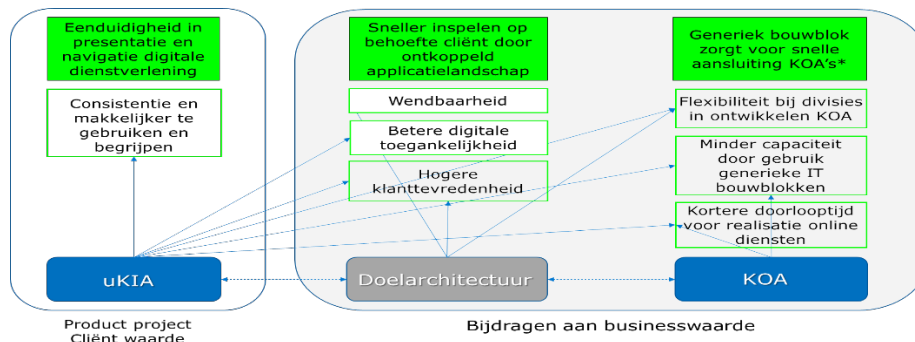 Eenduidigheid in
presentatie en
navigatie digitale
dienstverlening
Consistentie en
makkelijker te
gebruiken en
begrijpen
uKIA
Product project
Cliënt waarde
Sneller inspelen op
behoefte cliënt door
ontkoppeld
applicatielandschap
Wendbaarheid
Betere digitale
toegankelijkheid
Hogere
klanttevredenheid
Doelarchitectuur
Generiek bouwblok
zorgt voor snelle
aansluiting KOA's*
Flexibiliteit bij divisies
in ontwikkelen KOA
Minder capaciteit
door gebruik
generieke IT
bouwblokken
Kortere doorlooptijd
voor realisatie online
diensten
KOA
Bijdragen aan businesswaarde